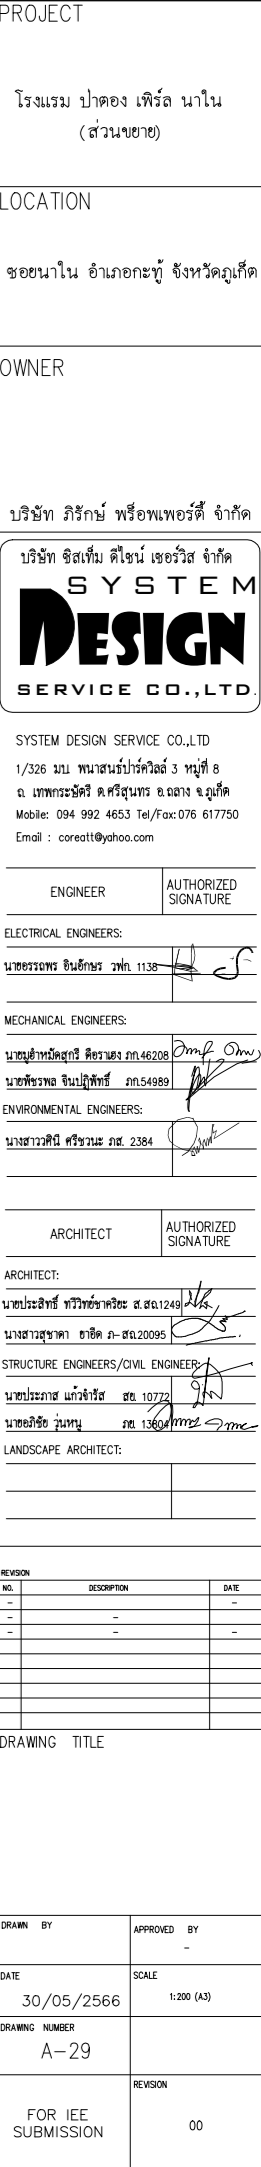 PROJECT
โรงแรม ป่าตอง เพิร์ล นาใน
(ส่วนขยาย)
LOCATION
ซอยนาใน อำเภอกะทู้ จังหวัดภูเก็ต
OWNER
บริษัท ภิรักษ์ พร็อพเพอร์ตี้ จำกัด
บริษัท ซิสเท็ม ดีไซน์ เซอร์วิส จำกัด
SYSTEM
DESIGN
SERVICE CO.,LTD.
SYSTEM DESIGN SERVICE CO.,LTD
1/326 มบ. พนาสนธ์ปาร์ควิลล์ 3 หมู่ที่ 8
ถ. เทพกระษัตรี ต.ศรีสุนทร อ.ถลาง จ.ภูเก็ต
Mobile: 094 992 4653 Tel/Fax:076 617750
Email : coreatt@yahoo.com
ENGINEER
AUTHORIZED
SIGNATURE
ELECTRICAL ENGINEERS:
นายอรรถพร อินอักษร วฟก. 1138
MECHANICAL ENGINEERS:
นายมูฮำหมัดสุกรี ดือราแฮง ภก.46208
นายพัชรพล จินปฏิพัทธิ์ ภก.54989
ENVIRONMENTAL ENGINEERS:
นางสาววศินี ศรีชวนะ ภส. 2384
ARCHITECT
AUTHORIZED
SIGNATURE
ARCHITECT:
นายประสิทธิ์ ทวีวิทย์ชาคริยะ ส.สถ1249
นางสาวสุชาดา ยายีด ภ-สถ.20095
STRUCTURE ENGINEERS/CIVIL ENGINEER:
นายประภาส แก้วจำรัส สย. 10772
นายอภิชัย วุ่นหนู ภย. 13804
LANDSCAPE ARCHITECT:
REVISION
NO. DESCRIPTION DATE
- -
- -
- - -
DRAWING TITLE
DRAWN BY
APPROVED BY
-
DATE
30/05/2566
SCALE
1:200 (A3)
DRAWING NUMBER
A-29
FOR IEE
SUBMISSION
REVISION
00